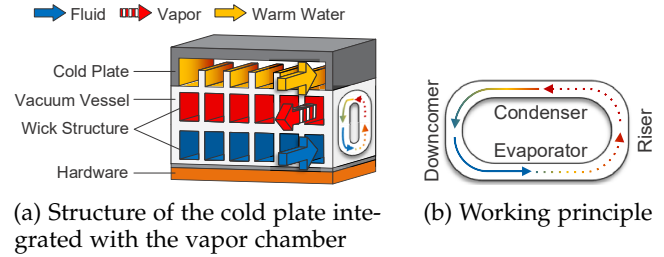 Fluid Vapor Warm Water
Cold Plate
Vacuum Vessel
Wick Structure
Hardware
Downcomer
Condenser
Evaporator
Riser
(a) Structure of the cold plate inte-
grated with the vapor chamber
(b) Working principle